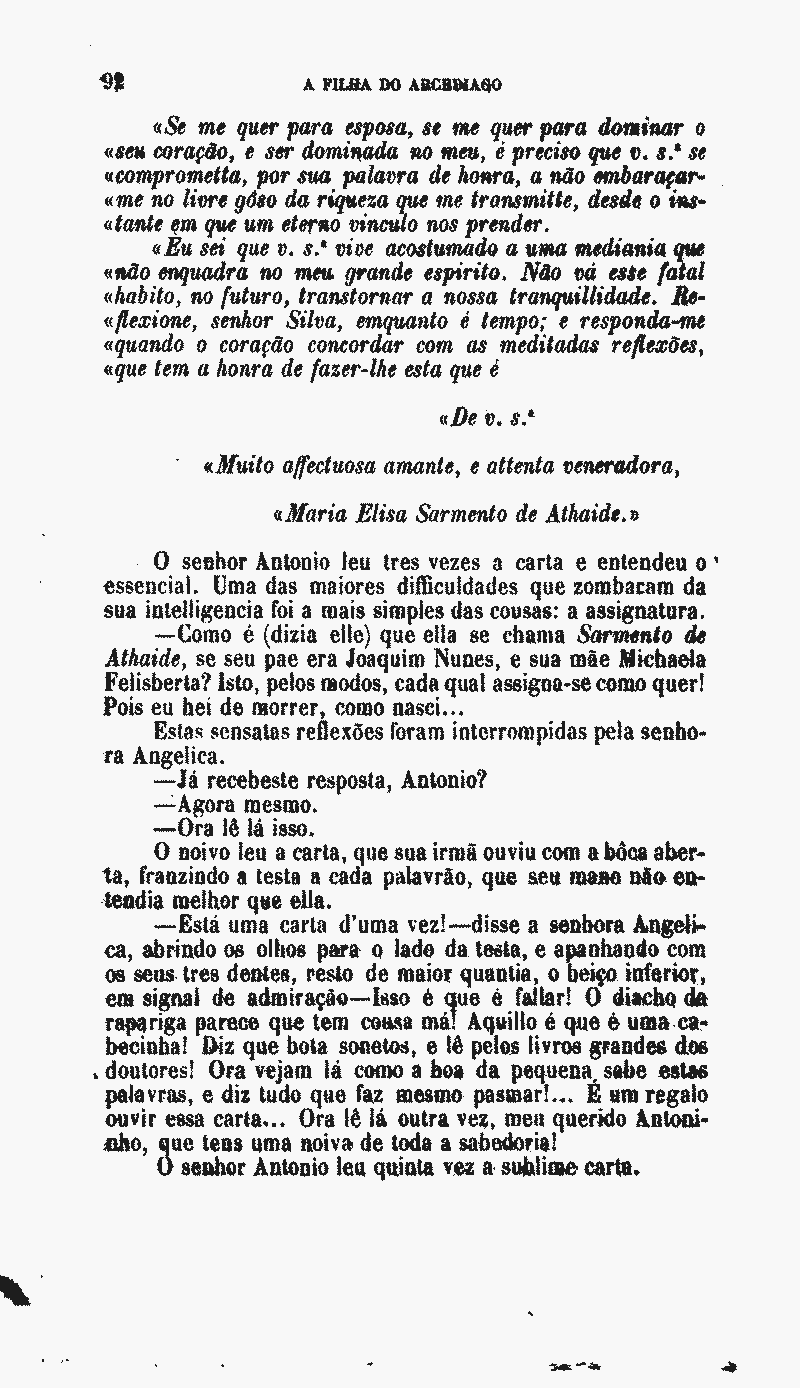 92 A FILHA DO ARCEDIAGO
«Se me quer para esposa, se me quer para dominar o
«seu coração, e ser dominada no meu, é preciso que v. s.ª se
«comprometta, por sua palavra de honra, a não embaraçar-
«me no livre gôso da riqueza que me transmitte, desde o ins-
«tante em que um eterno vinculo nos prender.
«Eu sei que v. s.ª vive acostumado a uma mediania que
«não enquadra no meu grande espirito. Não vá esse fatal
«habito, no futuro, transtornar a nossa tranquillidade. Re-
«flexione, senhor Silva, emquanto é tempo; e responda-me
«quando o coração concordar com as meditadas reflexões,
«que tem a honra de fazer-lhe esta que é
«De v. s.ª
«Muito affectuosa amante, e attenta veneradora,
«Maria Elisa Sarmento de Athaide.»
O senhor Antonio leu tres vezes a carta e entendeu o
essencial. Uma das maiores difficuldades que zombaram da
sua intelligencia foi a mais simples das cousas: a assignatura.
—Como é (dizia elle) que ella se chama Sarmento de
Athaide, se seu pae era Joaquim Nunes, e sua mãe Michaela
Felisberta? Isto, pelos modos, cada qual assigna-se como quer!
Pois eu hei de morrer, como nasci...
Estas sensatas reflexões foram interrompidas pela senho-
ra Angelica.
—Já recebeste resposta, Antonio?
—Agora mesmo.
—Ora lê lá isso.
O noivo leu a carta, que sua irmã ouviu com a bôca aber-
ta, franzindo a testa a cada palavrão, que seu mano não en-
tendia melhor que ella.
—Está uma carta d'uma vez!—disse a senhora Angeli-
ca, abrindo os olhos para o lado da testa, e apanhando com
os seus tres dentes, resto de maior quantia, o beiço inferior,
em signal de admiração—Isso é que é fallar! O diacho da
rapariga parece que tem cousa má! Aquillo é que é uma ca-
becinha! Diz que bota sonetos, e lê pelos livros grandes dos
doutores! Ora vejam lá como a boa da pequena sabe estas
palavras, e diz tudo que faz mesmo pasmar!... É um regalo
ouvir essa carta... Ora lê lá outra vez, meu querido Antoni-
nho, que tens uma noiva de toda a sabedoria!
O senhor Antonio leu quinta vez a sublime carta.